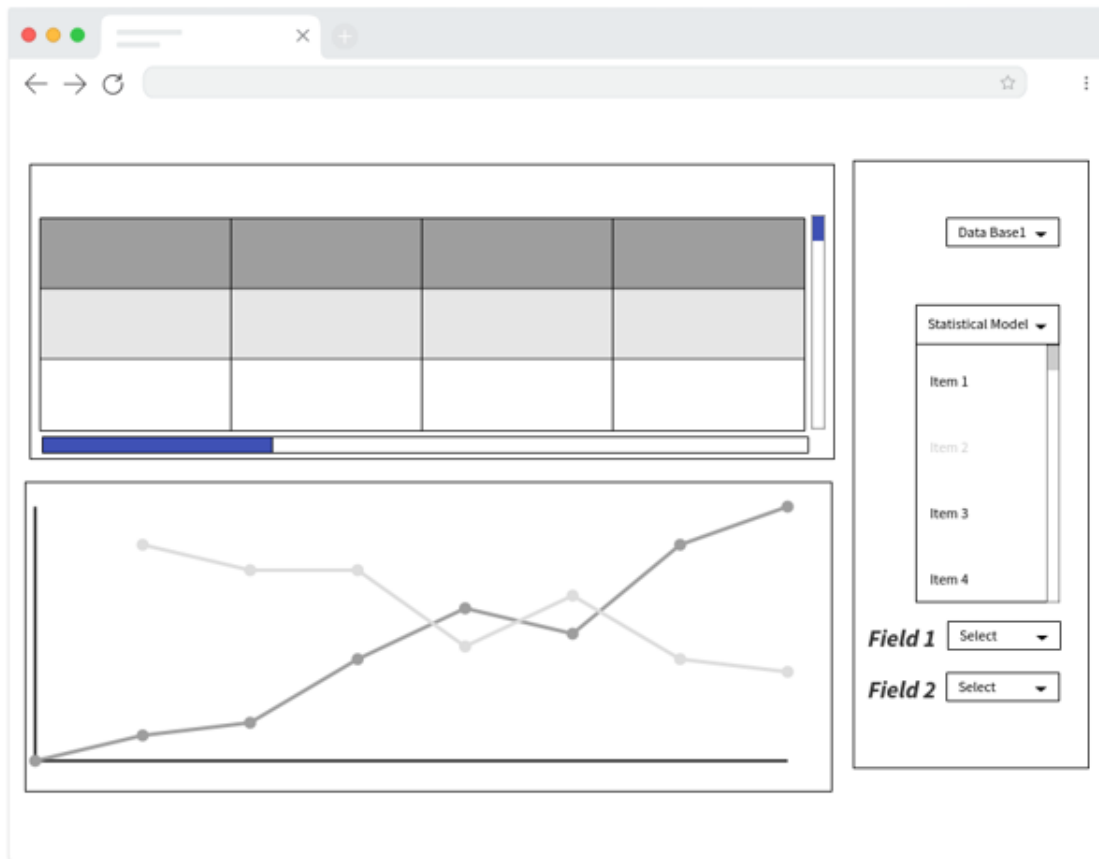 Data Base1
Statistical Model
Item 1
Item 2
Item 3
Item 4
Field 1 Select
Field 2 Select